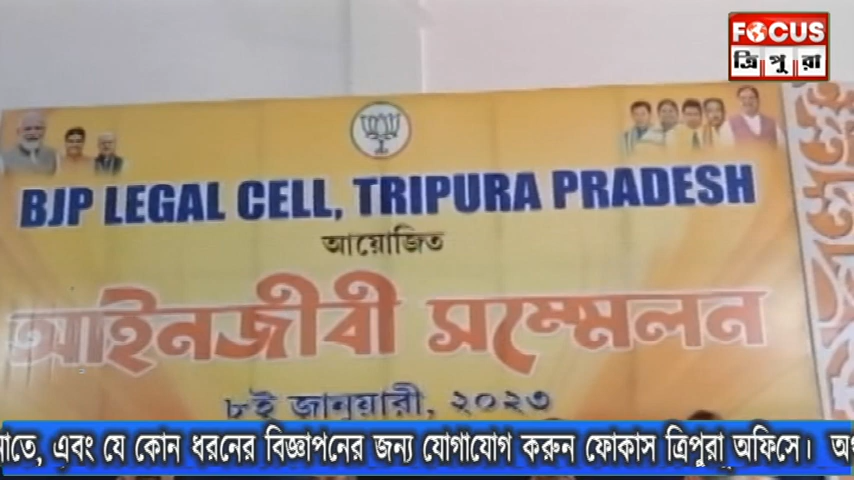 FOCUS
ত্রি পু রা
BJP LEGAL CELL, TRIPURA PRADESH
আয়োজিত
আইনজীবী সম্মেলন
৮ই জানুয়ারী, ২০২৩
এবং যে কোন ধরনের বিজ্ঞাপনের জন্য যোগাযোগ করুন ফোকাস ত্রিপুরা অফিসে।